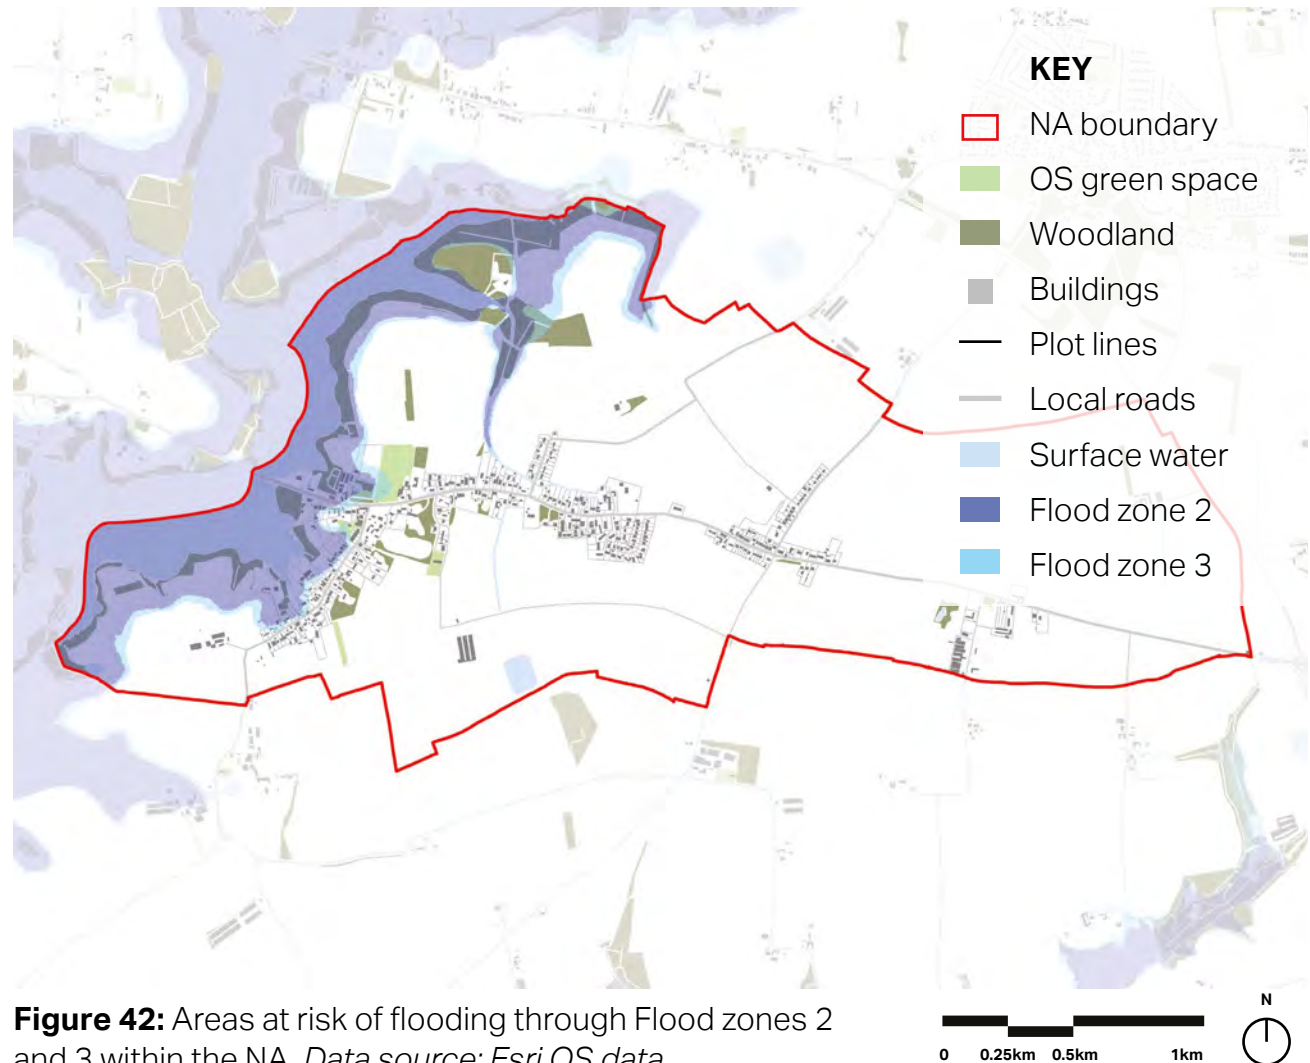 KEY
NA boundary
OS green space
Woodland
Buildings
Plot lines
Local roads
Surface water
Flood zone 2
Flood zone 3
Figure 42: Areas at risk of flooding through Flood zones 2
and 3 within the NA. Data source: Esri OS data
N
0 0.25km 0.5km 1km